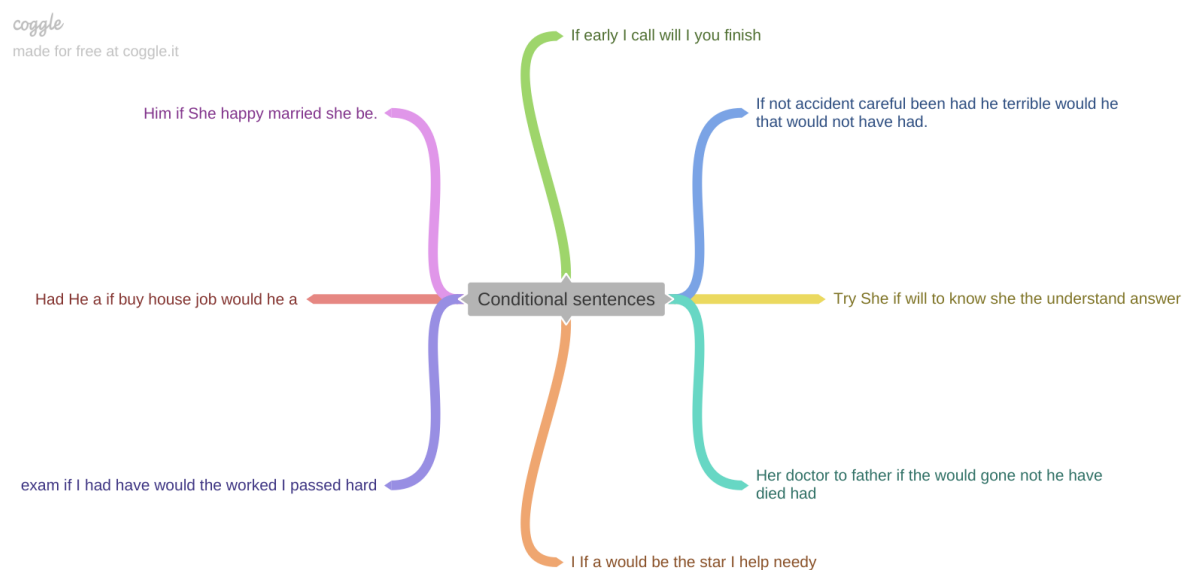 coggle
made for free at coggle.it
If early I call will I you finish
Him if She happy married she be.
If not accident careful been had he terrible would he
that would not have had.
Had He a if buy house job would he a
Conditional sentences
Try She if will to know she the understand answer
exam if I had have would the worked I passed hard
Her doctor to father if the would gone not he have
died had
I If a would be the star I help needy